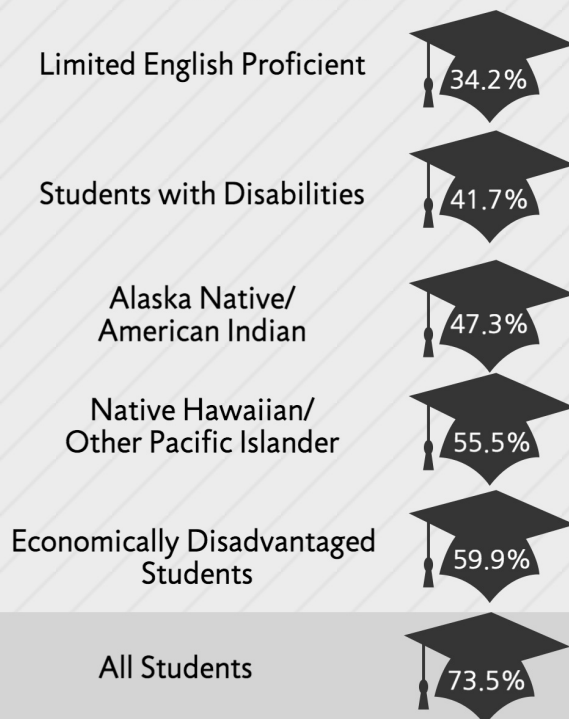 Limited English Proficient
34.2%
Students with Disabilities
41.7%
Alaska Native/
American Indian
47.3%
Native Hawaiian/
Other Pacific Islander
55.5%
Economically Disadvantaged
Students
59.9%
All Students
73.5%